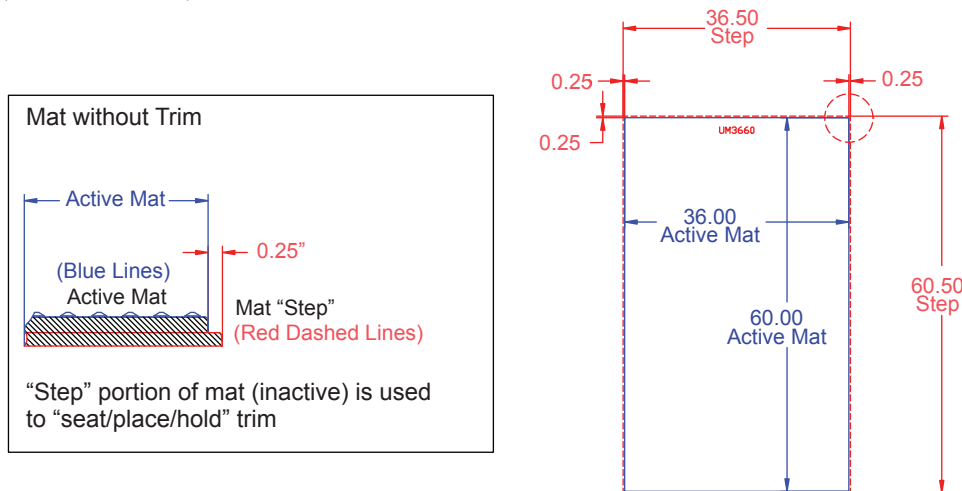 Mat without Trim
Active Mat
0.25”
(Blue Lines)
Active Mat
Mat “Step”
(Red Dashed Lines)
“Step” portion of mat (inactive) is used
to “seat/place/hold” trim
36.50
Step
0.25
0.25
0.25
UM3660
36.00
Active Mat
60.00
Active Mat
60.50
Step